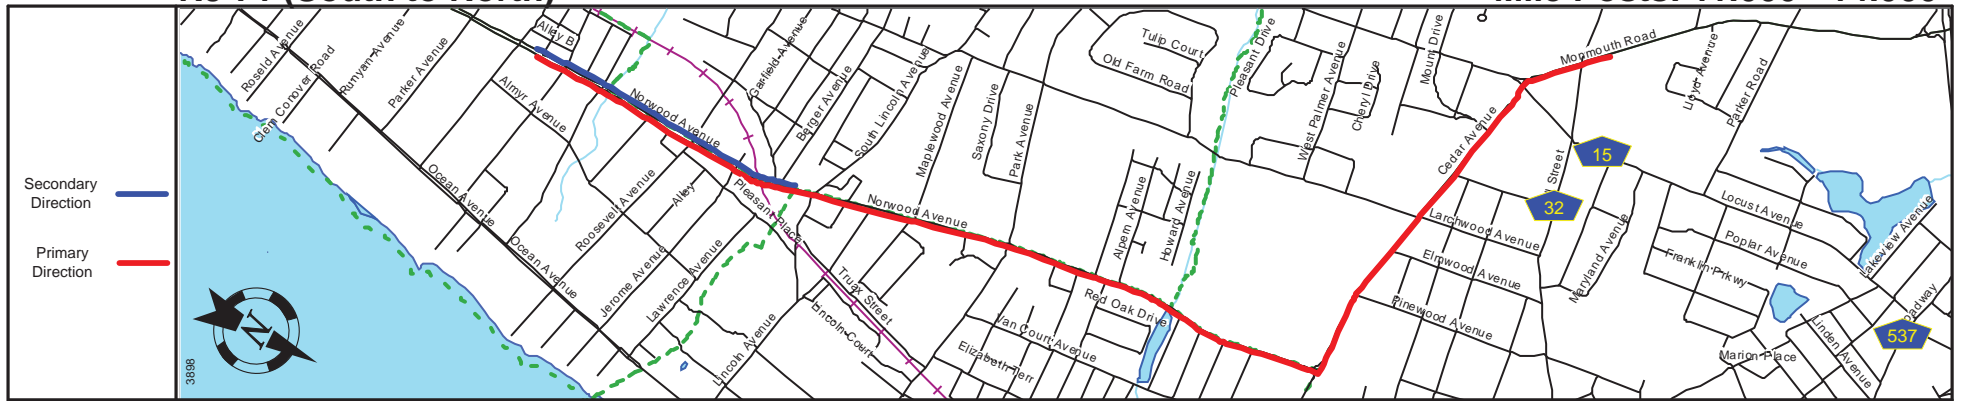 Secondary
Direction
Primary
Direction
Roseld Avenue
Clem Conover Road
Runyan Avenue
Parker Avenue
Alley B
Almyr Avenue
Norwood Avenue
Garfield Avenue
Berger Avenue
South Lincoln Avenue
Maplewood Avenue
Saxony Drive
Park Avenue
Tulip Court
Old Farm Road
Pleasant Drive
West Palmer Avenue
Cheryl Drive
Mount Drive
Monmouth Road
Lloyd Avenue
Parker Road
Cedar Avenue
15
Street
32
Ocean Avenue
Ocean Avenue
Roosevelt Avenue
Alley
Pleasant Place
Norwood Avenue
Alpern Avenue
Howard Avenue
Larchwood Avenue
Elmwood Avenue
Pinewood Avenue
Maryland Avenue
Locust Avenue
Poplar Avenue
Franklin Prkwy
Lakeview Avenue
Jerome Avenue
Lawrence Avenue
Truax Street
Lincoln Court
Lincoln Avenue
Red Oak Drive
Van Court Avenue
Elizabeth Terr
Marion Place
Linden Avenue
537
N
3898